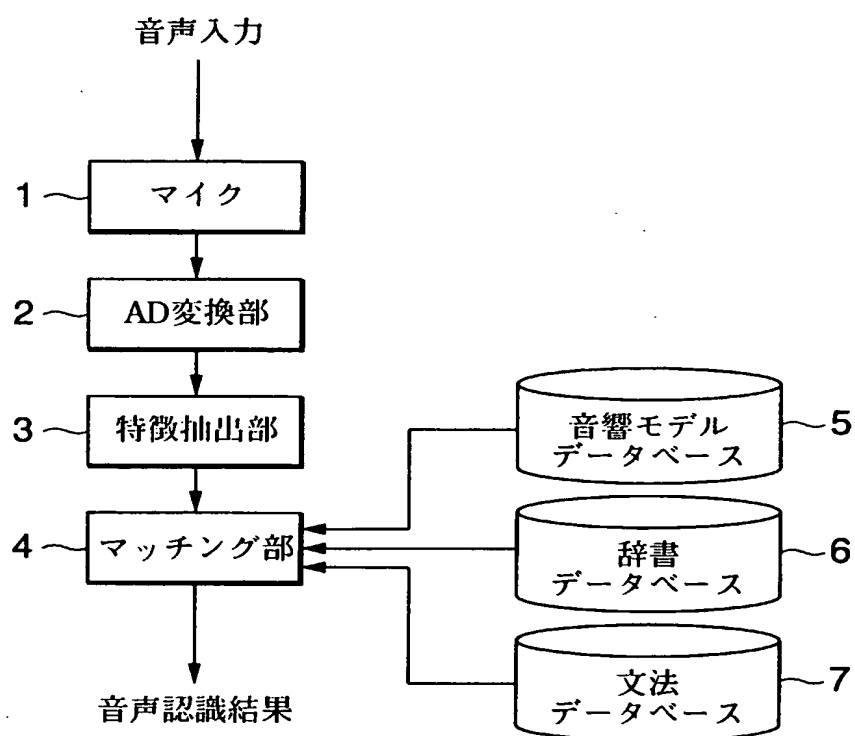 音声入力
1
マイク
2
AD変換部
3
特徴抽出部
4
マッチング部
音声認識結果
音響モデル
データベース
5
辞書
データベース
6
文法
データベース
7